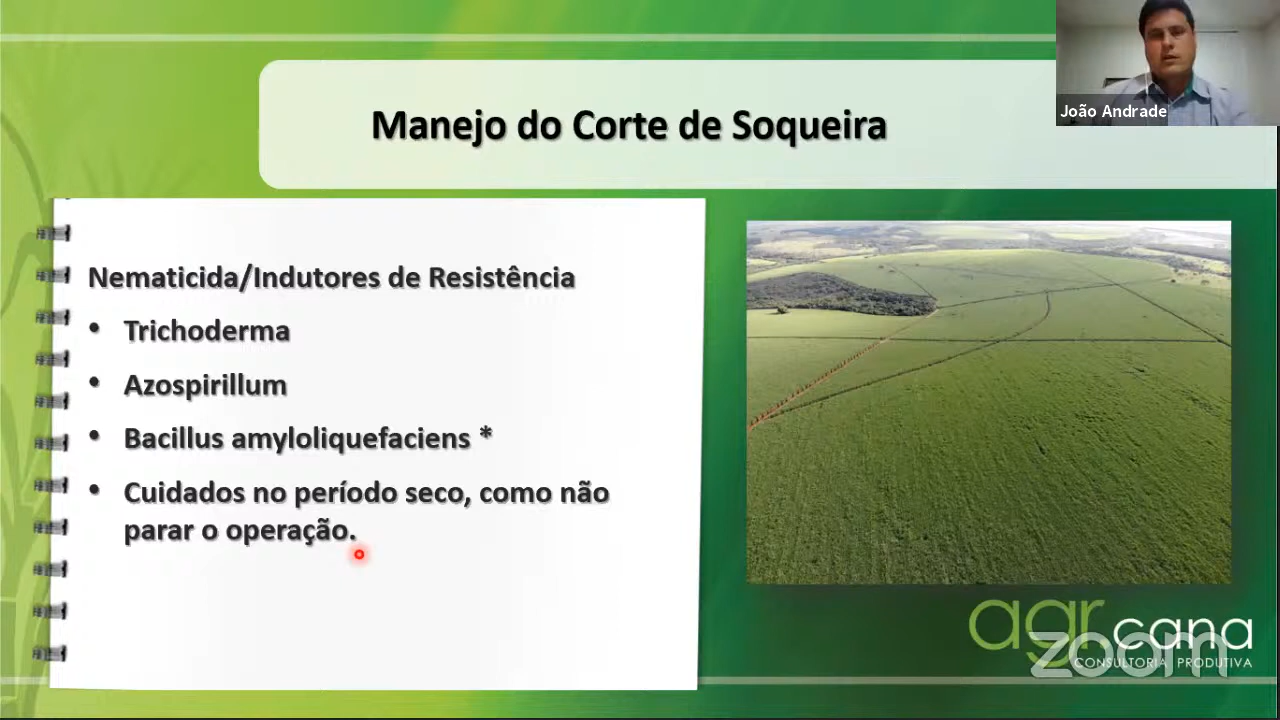 João Andrade
Manejo do Corte de Soqueira
Nematicida/Indutores de Resistência
• Trichoderma
• Azospirillum
• Bacillus amyloliquefaciens *
• Cuidados no período seco, como não
parar o operação.
agr.cana
zoom
CONSULTORIA PRODUTIVA